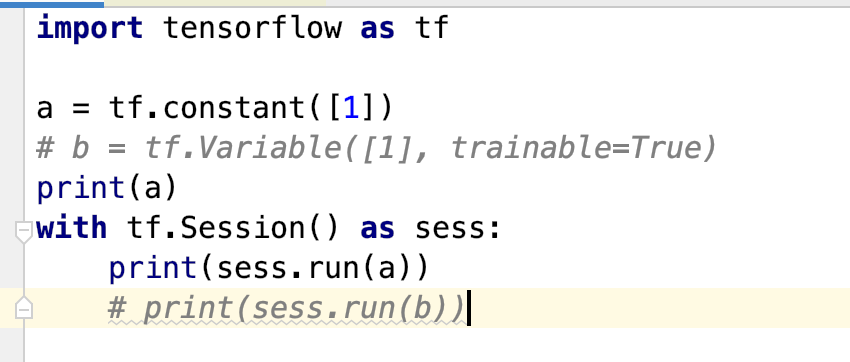 import tensorflow as tf
a = tf.constant([1])
# b = tf.Variable([1], trainable=True)
print(a)
with tf.Session() as sess:
    print(sess.run(a))
    # print(sess.run(b))